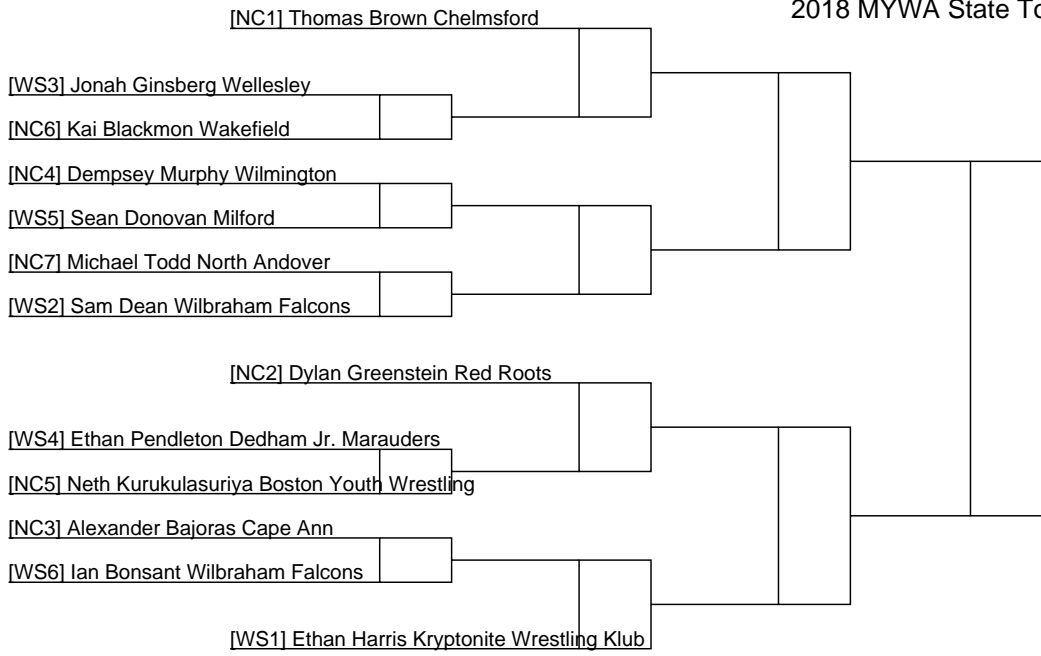 2018 MYWA State To
[NC1] Thomas Brown Chelmsford
[WS3] Jonah Ginsberg Wellesley
[NC6] Kai Blackmon Wakefield
[NC4] Dempsey Murphy Wilmington
[WS5] Sean Donovan Milford
[NC7] Michael Todd North Andover
[WS2] Sam Dean Wilbraham Falcons
[NC2] Dylan Greenstein Red Roots
[WS4] Ethan Pendleton Dedham Jr. Marauders
[NC5] Neth Kurukulasuriya Boston Youth Wrestling
[NC3] Alexander Bajoras Cape Ann
[WS6] Ian Bonsant Wilbraham Falcons
[WS1] Ethan Harris Kryptonite Wrestling Klub